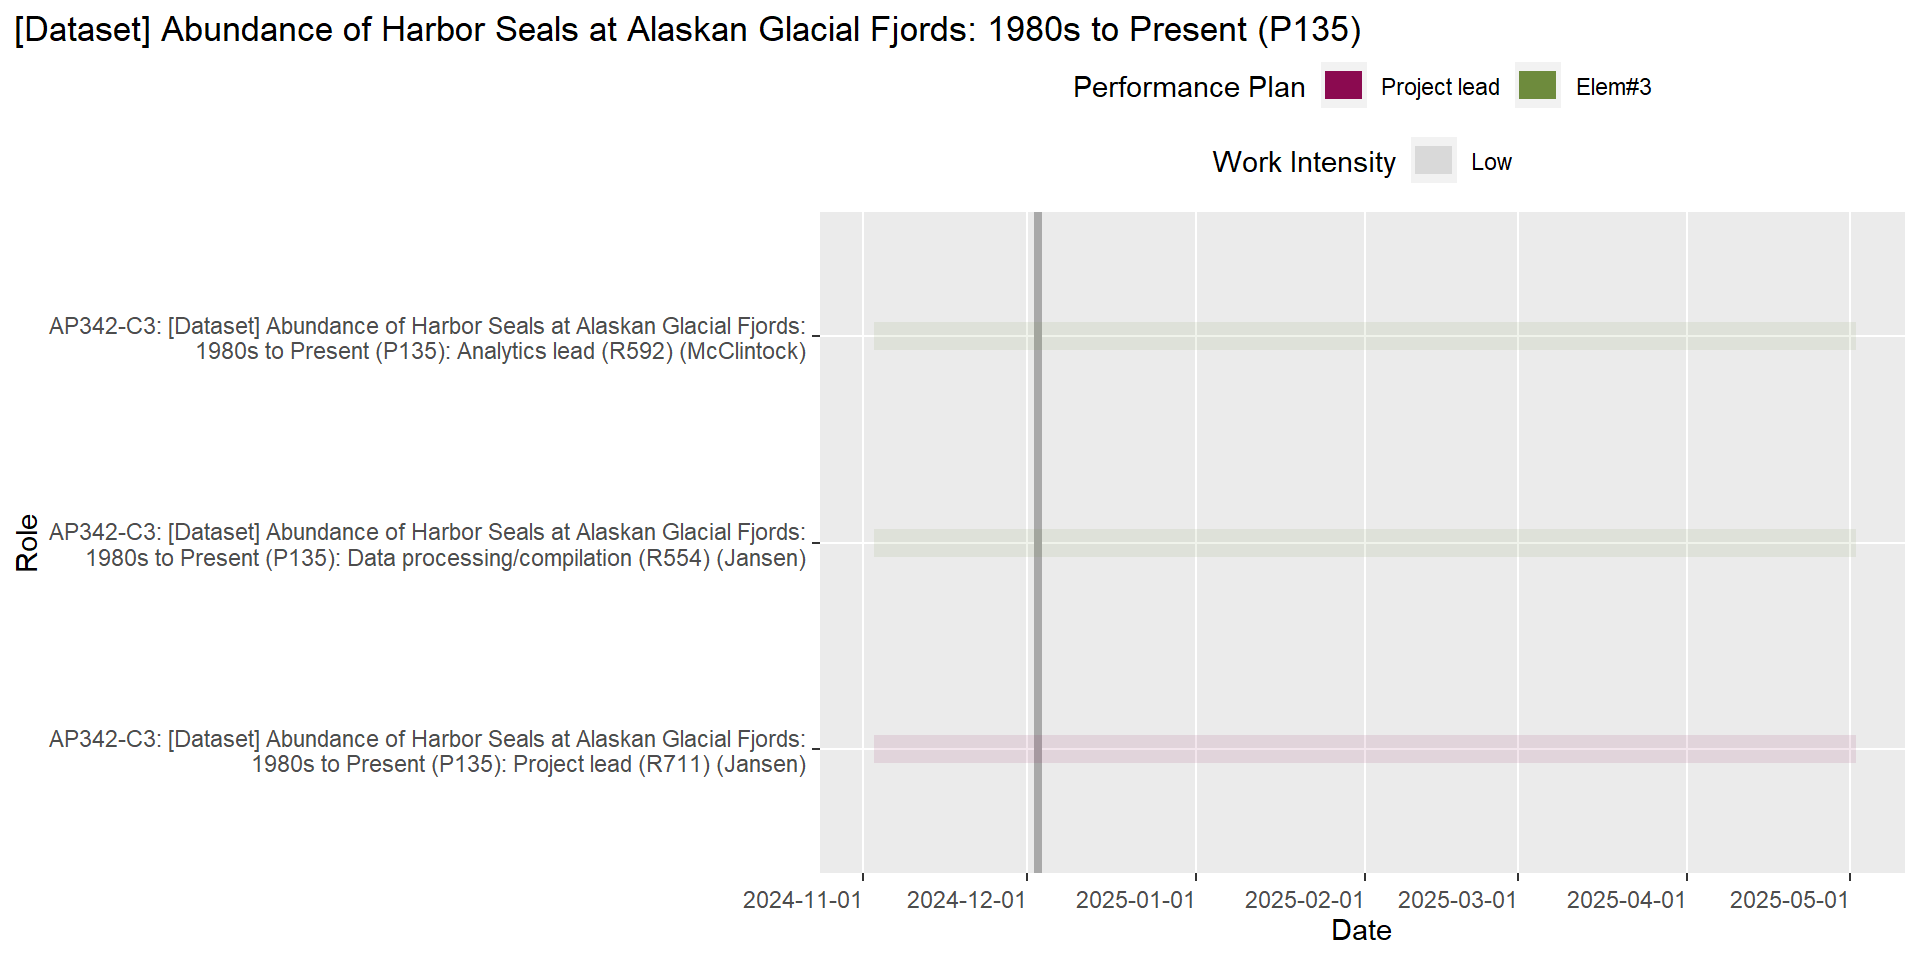 [Dataset] Abundance of Harbor Seals at Alaskan Glacial Fjords: 1980s to Present (P135)
Performance Plan Project lead Elem#3
Work Intensity Low
AP342-C3: [Dataset] Abundance of Harbor Seals at Alaskan Glacial Fjords:
1980s to Present (P135): Analytics lead (R592) (McClintock)
Role
AP342-C3: [Dataset] Abundance of Harbor Seals at Alaskan Glacial Fjords:
1980s to Present (P135): Data processing/compilation (R554) (Jansen)
AP342-C3: [Dataset] Abundance of Harbor Seals at Alaskan Glacial Fjords:
1980s to Present (P135): Project lead (R711) (Jansen)
2024-11-01 2024-12-01 2025-01-01 2025-02-01 2025-03-01 2025-04-01 2025-05-01
Date